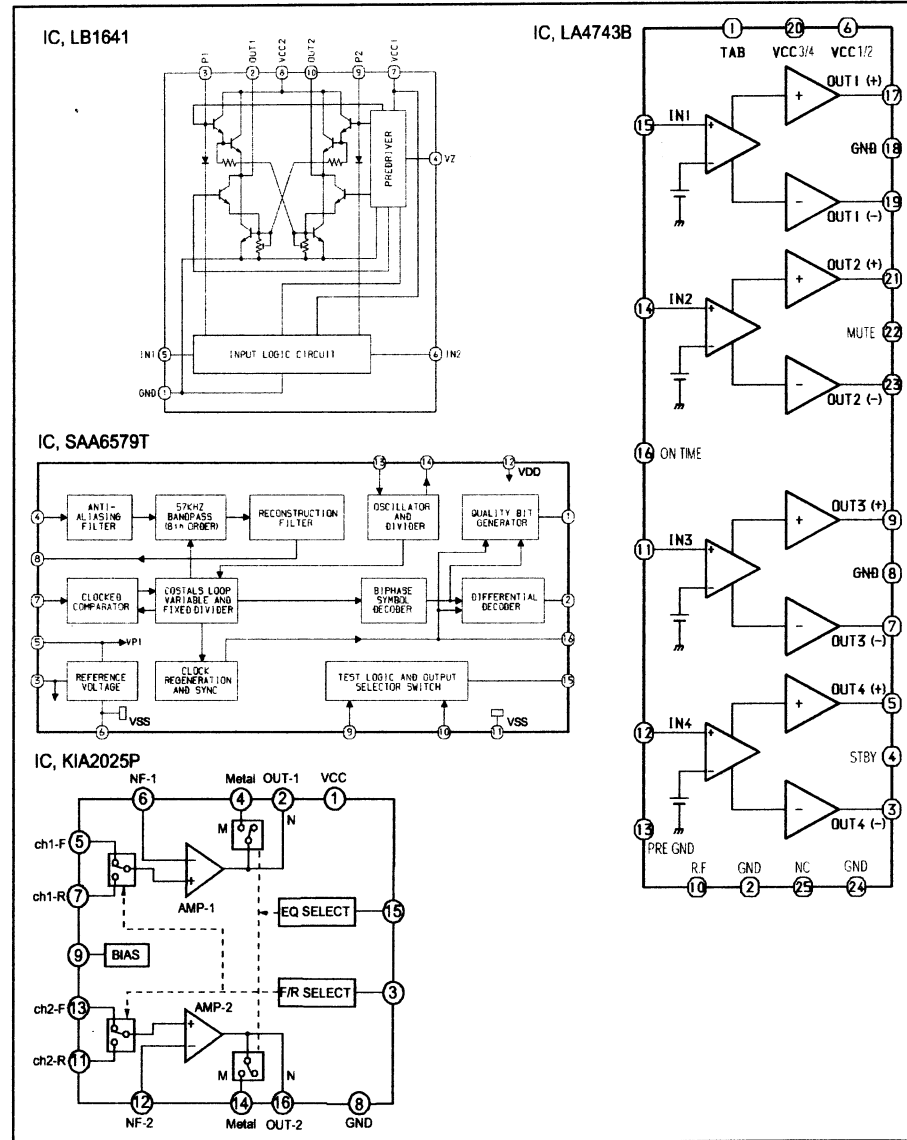 IC, LB1641
P1
OUT1
VCC2
OUT2
P2
VCC1
3
2
8
10
9
7
PREDRIVER
4
VZ
IN1
5
INPUT LOGIC CIRCUIT
6
IN2
GND
1
IC, LA4743B
1
20
6
TAB
VCC3/4
VCC1/2
+
OUT1 (+)
17
15
IN1
+
−
GND
18
−
OUT1 (−)
19
+
OUT2 (+)
21
14
IN2
+
−
MUTE
22
−
OUT2 (−)
23
16
ON TIME
+
OUT3 (+)
9
11
IN3
+
−
GND
8
−
OUT3 (−)
7
+
OUT4 (+)
5
12
IN4
+
−
STBY
4
−
OUT4 (−)
3
13
PRE GND
R.F
GND
NC
GND
10
2
25
24
IC, SAA6579T
13
14
12
VDD
4
ANTI-
ALIASING
FILTER
57KHZ
BANDPASS
(8th ORDER)
RECONSTRUCTION
FILTER
OSCILLATOR
AND
DIVIDER
QUALITY BIT
GENERATOR
1
8
7
CLOCKED
COMPARATOR
COSTALS LOOP
VARIABLE AND
FIXED DIVIDER
BIPHASE
SYMBOL
DECODER
DIFFERENTIAL
DECODER
2
5
VP1
16
3
REFERENCE
VOLTAGE
CLOCK
REGENERATION
AND SYNC
TEST LOGIC AND OUTPUT
SELECTOR SWITCH
15
VSS
VSS
6
9
10
11
IC, KIA2025P
NF-1
Metal
OUT-1
VCC
6
4
2
1
M
N
ch1-F
5
−
+
ch1-R
7
AMP-1
EQ SELECT
15
9
BIAS
F/R SELECT
3
ch2-F
13
AMP-2
+
−
ch2-R
11
M
N
12
14
16
8
NF-2
Metal
OUT-2
GND